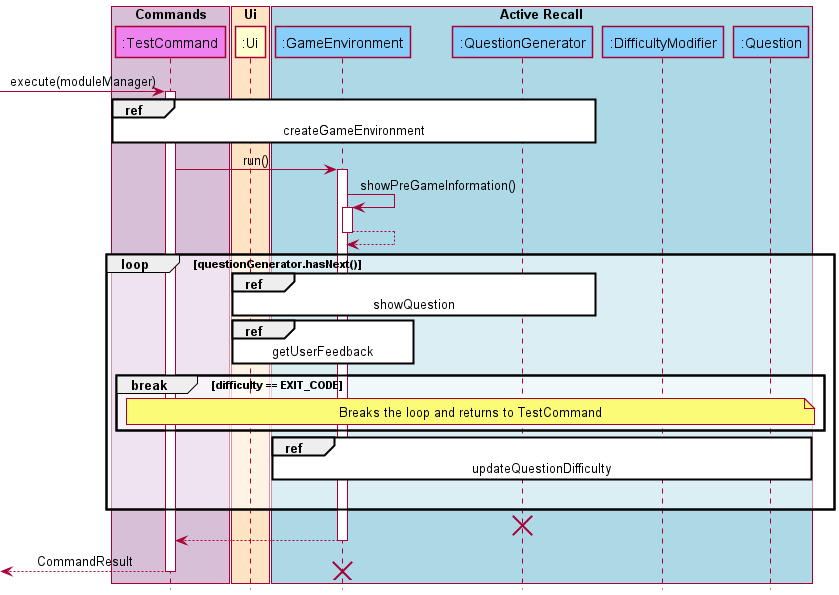 Commands
Ui
Active Recall
:TestCommand
:Ui
:GameEnvironment
:QuestionGenerator
:DifficultyModifier
:Question
execute(moduleManager)
ref
createGameEnvironment
run()
showPreGameInformation()
loop
[questionGenerator.hasNext()]
ref
showQuestion
ref
getUserFeedback
break
[difficulty == EXIT_CODE]
Breaks the loop and returns to TestCommand
ref
updateQuestionDifficulty
CommandResult